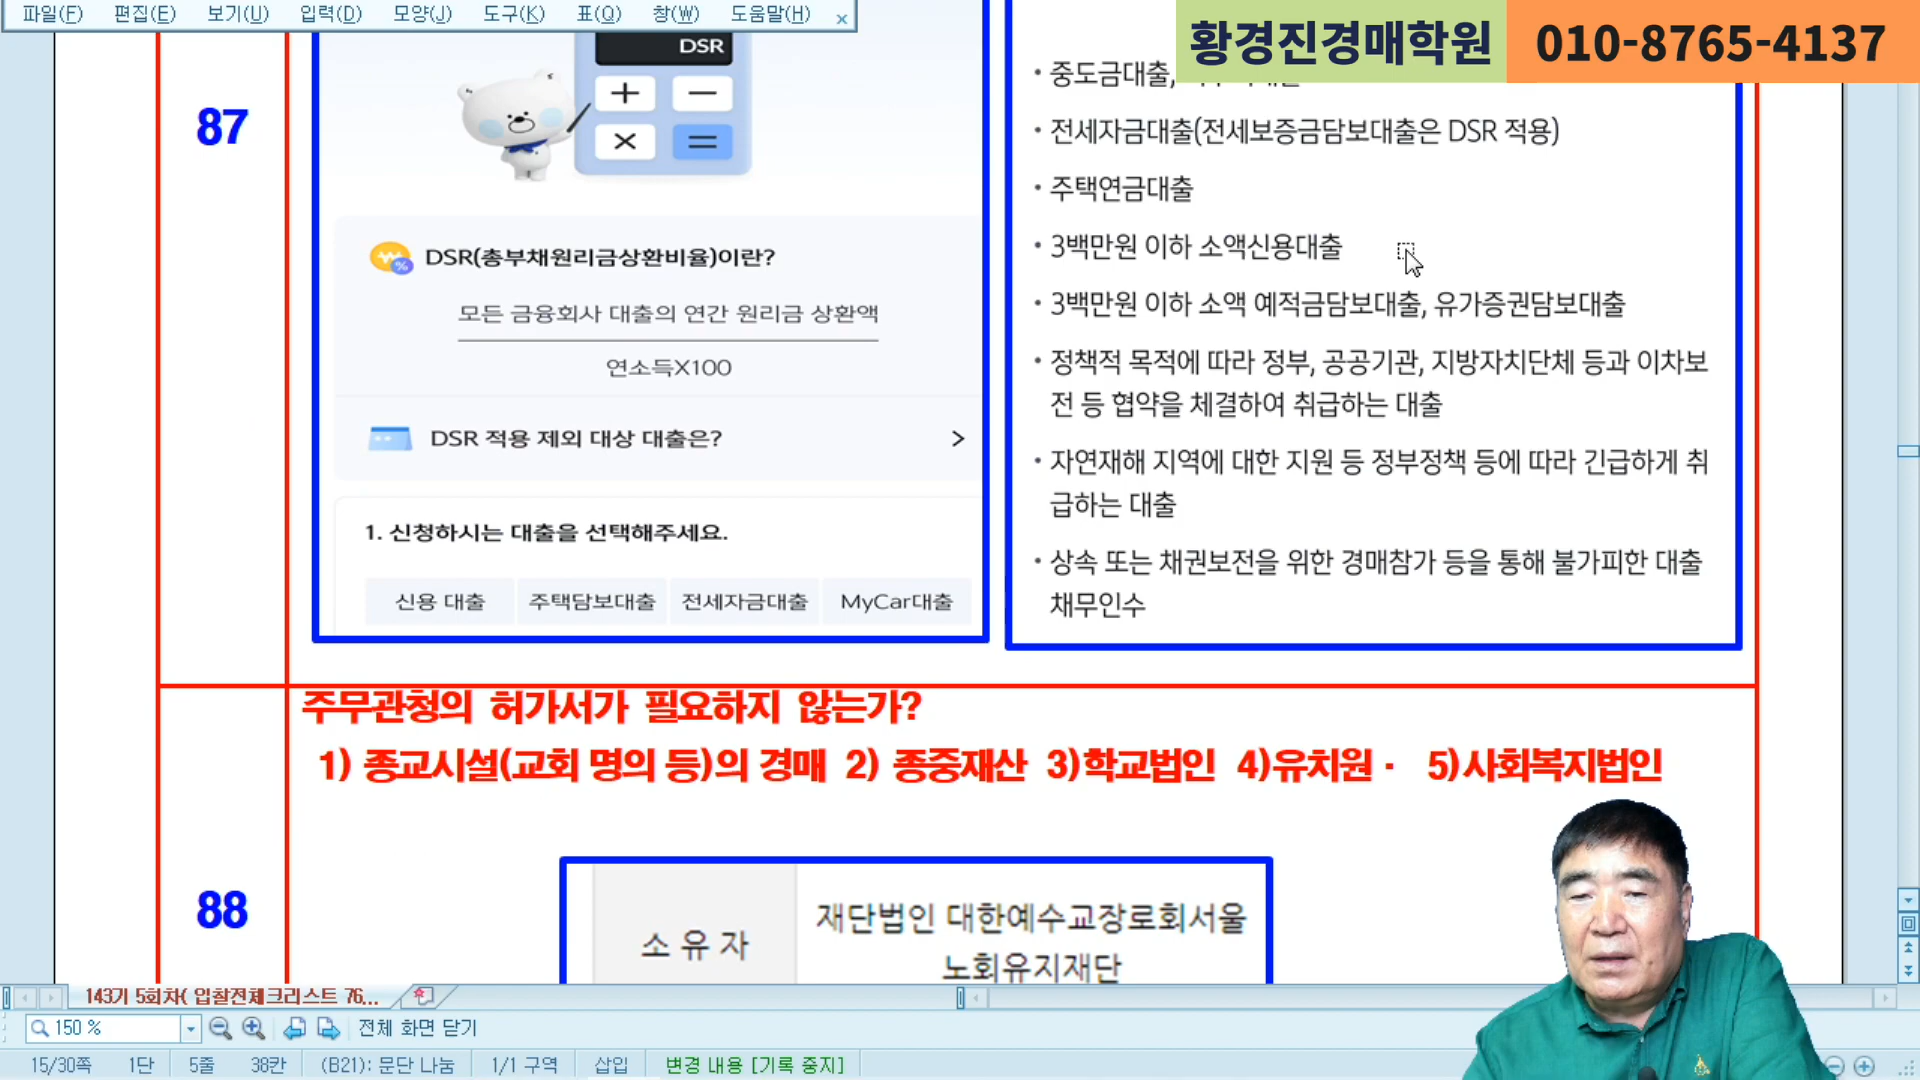 파일(F) 편집(E) 보기(U) 입력(D) 모양(J) 도구(K) 표(Q) 창(W) 도움말(H) x
황경진경매학원 010-8765-4137
87
DSR
+ −
× =
DSR(총부채원리금상환비율)이란?
모든 금융회사 대출의 연간 원리금 상환액
연소득X100
DSR 적용 제외 대상 대출은? >
1. 신청하시는 대출을 선택해주세요.
신용 대출 주택담보대출 전세자금대출 MyCar대출
• 중도금대출,
• 전세자금대출(전세보증금담보대출은 DSR 적용)
• 주택연금대출
• 3백만원 이하 소액신용대출
• 3백만원 이하 소액 예적금담보대출, 유가증권담보대출
• 정책적 목적에 따라 정부, 공공기관, 지방자치단체 등과 이차보
전 등 협약을 체결하여 취급하는 대출
• 자연재해 지역에 대한 지원 등 정부정책 등에 따라 긴급하게 취
급하는 대출
• 상속 또는 채권보전을 위한 경매참가 등을 통해 불가피한 대출
채무인수
주무관청의 허가서가 필요하지 않는가?
1) 종교시설(교회 명의 등)의 경매 2) 종중재산 3)학교법인 4)유치원 · 5)사회복지법인
88
소 유 자
재단법인 대한예수교장로회서울
노회유지재단
143기 5회차( 입찰전체크리스트 76...
150 % 전체 화면 닫기
15/30쪽 1단 5줄 38칸 (B21): 문단 나눔 1/1 구역 삽입 변경 내용 [기록 중지]